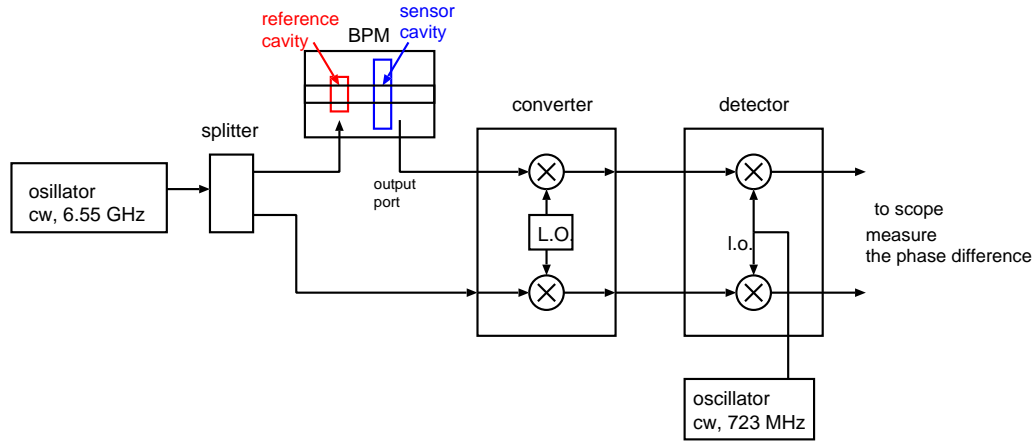 reference
cavity
sensor
cavity
BPM
splitter
converter
detector
osillator
cw, 6.55 GHz
output
port
L.O.
l.o.
to scope
measure
the phase difference
oscillator
cw, 723 MHz